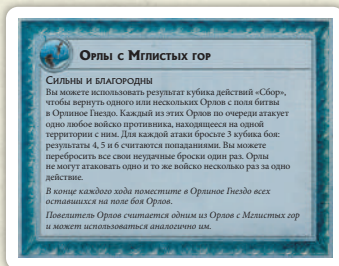 Орлы с Мглистых гор
Сильны и благородны
Вы можете использовать результат кубика действий «Сбор»,
чтобы вернуть одного или нескольких Орлов с поля битвы
в Орлиное Гнездо. Каждый из этих Орлов по очереди атакует
одно любое войско противника, находящееся на одной
территории с ним. Для каждой атаки бросьте 3 кубика боя:
результаты 4, 5 и 6 считаются попаданиями. Вы можете
перебросить все свои неудачные броски один раз. Орлы
не могут атаковать одно и то же войско несколько раз за одно
действие.
В конце каждого хода поместите в Орлиное Гнездо всех
оставшихся на поле боя Орлов.
Повелитель Орлов считается одним из Орлов с Мглистых гор
и может использоваться аналогично им.